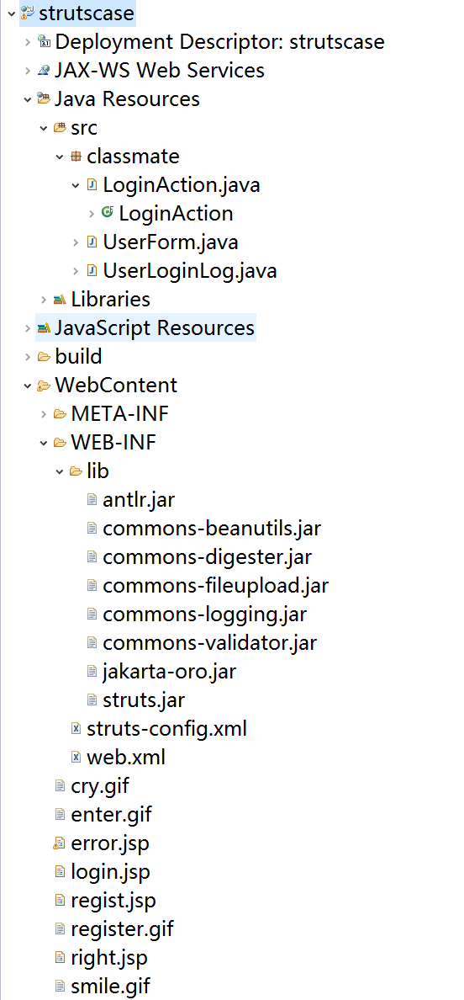 strutscase
Deployment Descriptor: strutscase
JAX-WS Web Services
Java Resources
src
classmate
LoginAction.java
LoginAction
UserForm.java
UserLoginLog.java
Libraries
JavaScript Resources
build
WebContent
META-INF
WEB-INF
lib
antlr.jar
commons-beanutils.jar
commons-digester.jar
commons-fileupload.jar
commons-logging.jar
commons-validator.jar
jakarta-oro.jar
struts.jar
struts-config.xml
web.xml
cry.gif
enter.gif
error.jsp
login.jsp
regist.jsp
register.gif
right.jsp
smile.gif